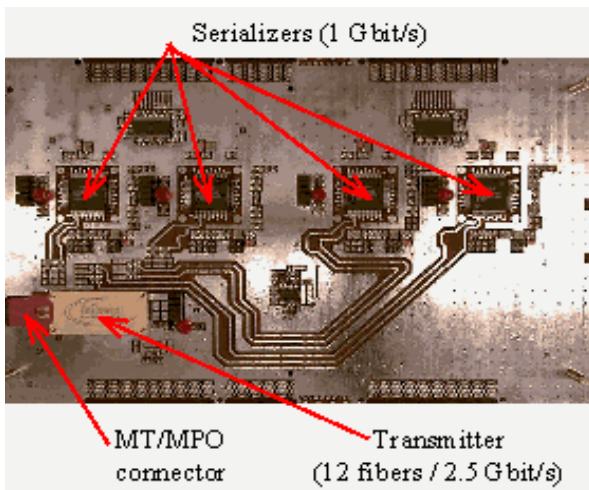 Serializers (1 Gbit/s)
MT/MPO
connector
Transmitter
(12 fibers / 2.5 Gbit/s)